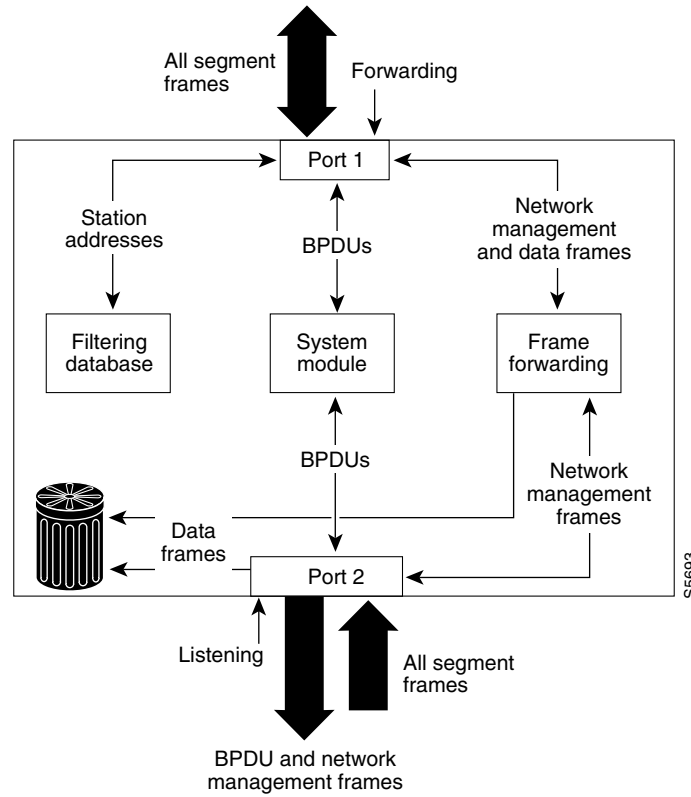 All segment
frames
Forwarding
Port 1
Station
addresses
BPDUs
Network
management
and data frames
Filtering
database
System
module
Frame
forwarding
BPDUs
Network
management
frames
Data
frames
Port 2
S5693
Listening
All segment
frames
BPDU and network
management frames